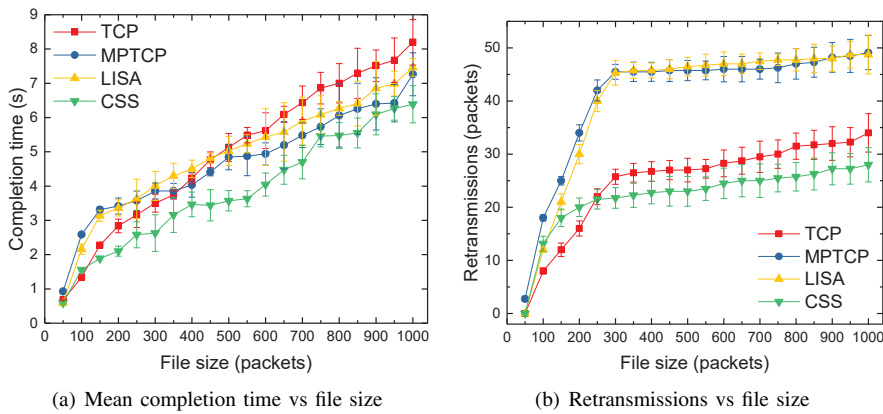 9
8
7
6
5
4
3
2
1
0
Completion time (s)
TCP
MPTCP
LISA
CSS
100 200 300 400 500 600 700 800 900 1000
File size (packets)
(a) Mean completion time vs file size
50
40
30
20
10
0
Retransmissions (packets)
TCP
MPTCP
LISA
CSS
100 200 300 400 500 600 700 800 900 1000
File size (packets)
(b) Retransmissions vs file size